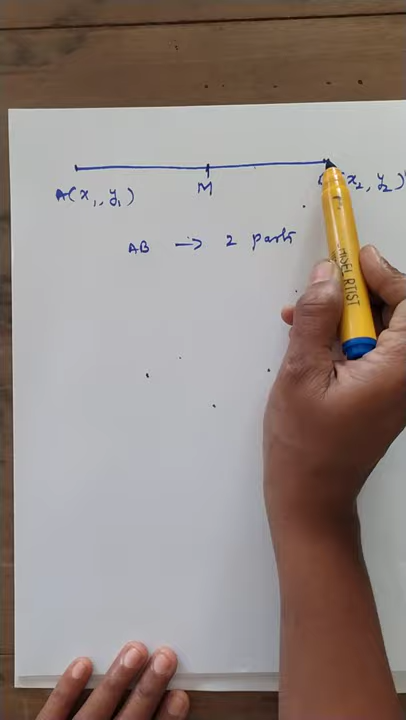 A(x₁, y₁)
M
(x₂, y₂)
AB → 2 parts